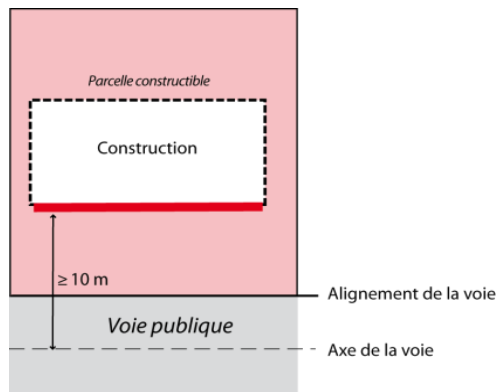 Parcelle constructible
Construction
≥ 10 m
Alignement de la voie
Voie publique
Axe de la voie